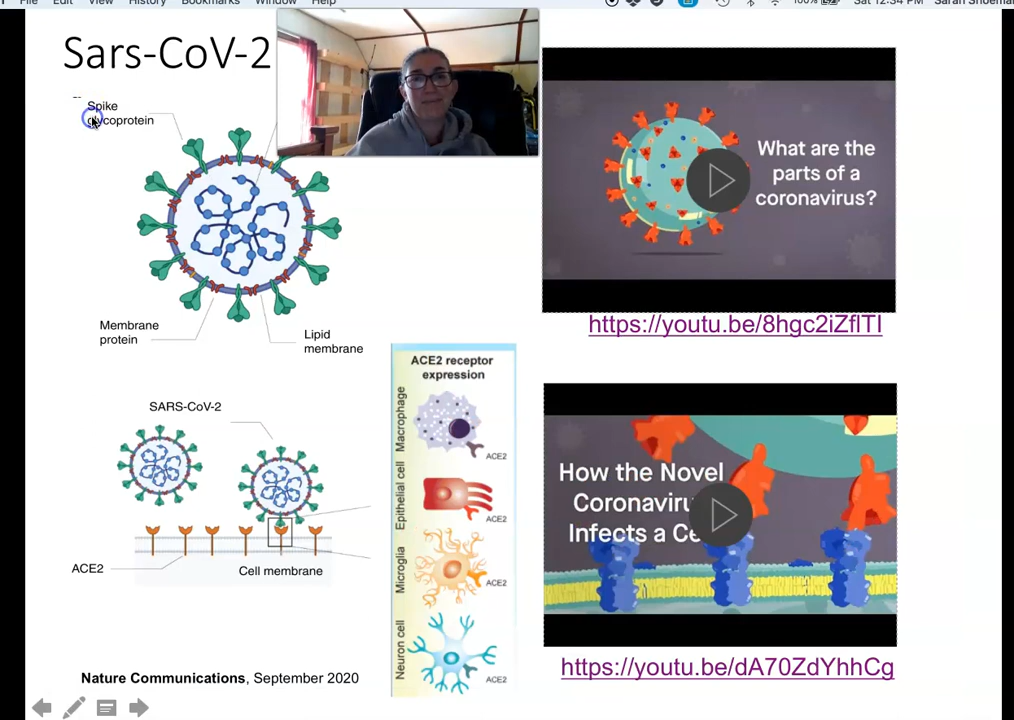 File Edit View History Bookmarks Window Help
100%
Sat 12:34 PM
Sars-CoV-2
Spike
glycoprotein
Membrane
protein
Lipid
membrane
What are the
parts of a
coronavirus?
https://youtu.be/8hgc2iZflTI
SARS-CoV-2
ACE2
Cell membrane
ACE2 receptor
expression
Macrophage
ACE2
Epithelial cell
ACE2
Microglia
ACE2
Neuron cell
ACE2
How the Novel
Infects a
https://youtu.be/dA70ZdYhhCg
Nature Communications, September 2020